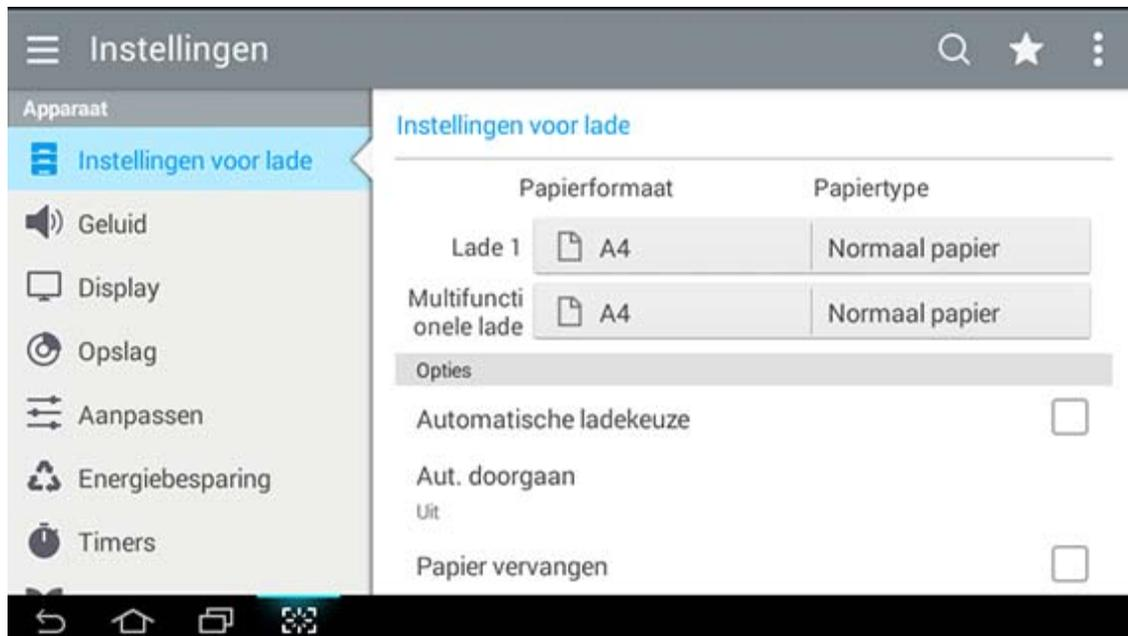 Instellingen
Apparaat
Instellingen voor lade
Geluid
Display
Opslag
Aanpassen
Energiebesparing
Timers
Instellingen voor lade
Papierformaat Papiertype
Lade 1 A4 Normaal papier
Multifuncti
onele lade A4 Normaal papier
Opties
Automatische ladekeuze
Aut. doorgaan
Uit
Papier vervangen